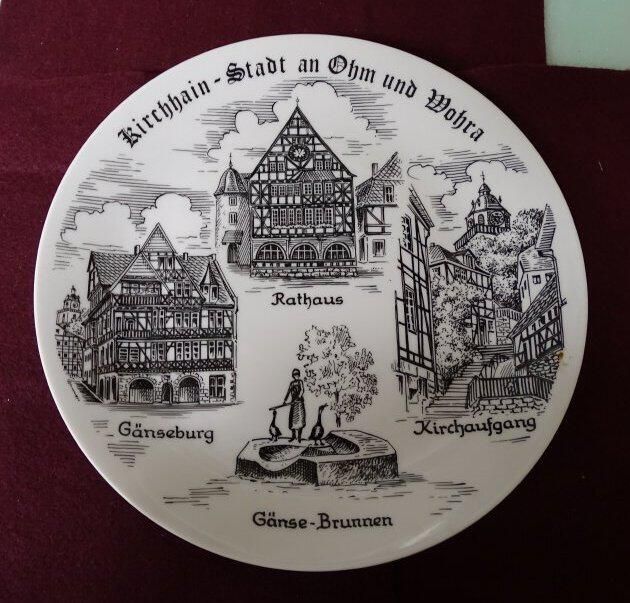 Kirchhain-Stadt an Ohm und Wohra
Rathaus
Gänseburg
Kirchaufgang
Gänse-Brunnen